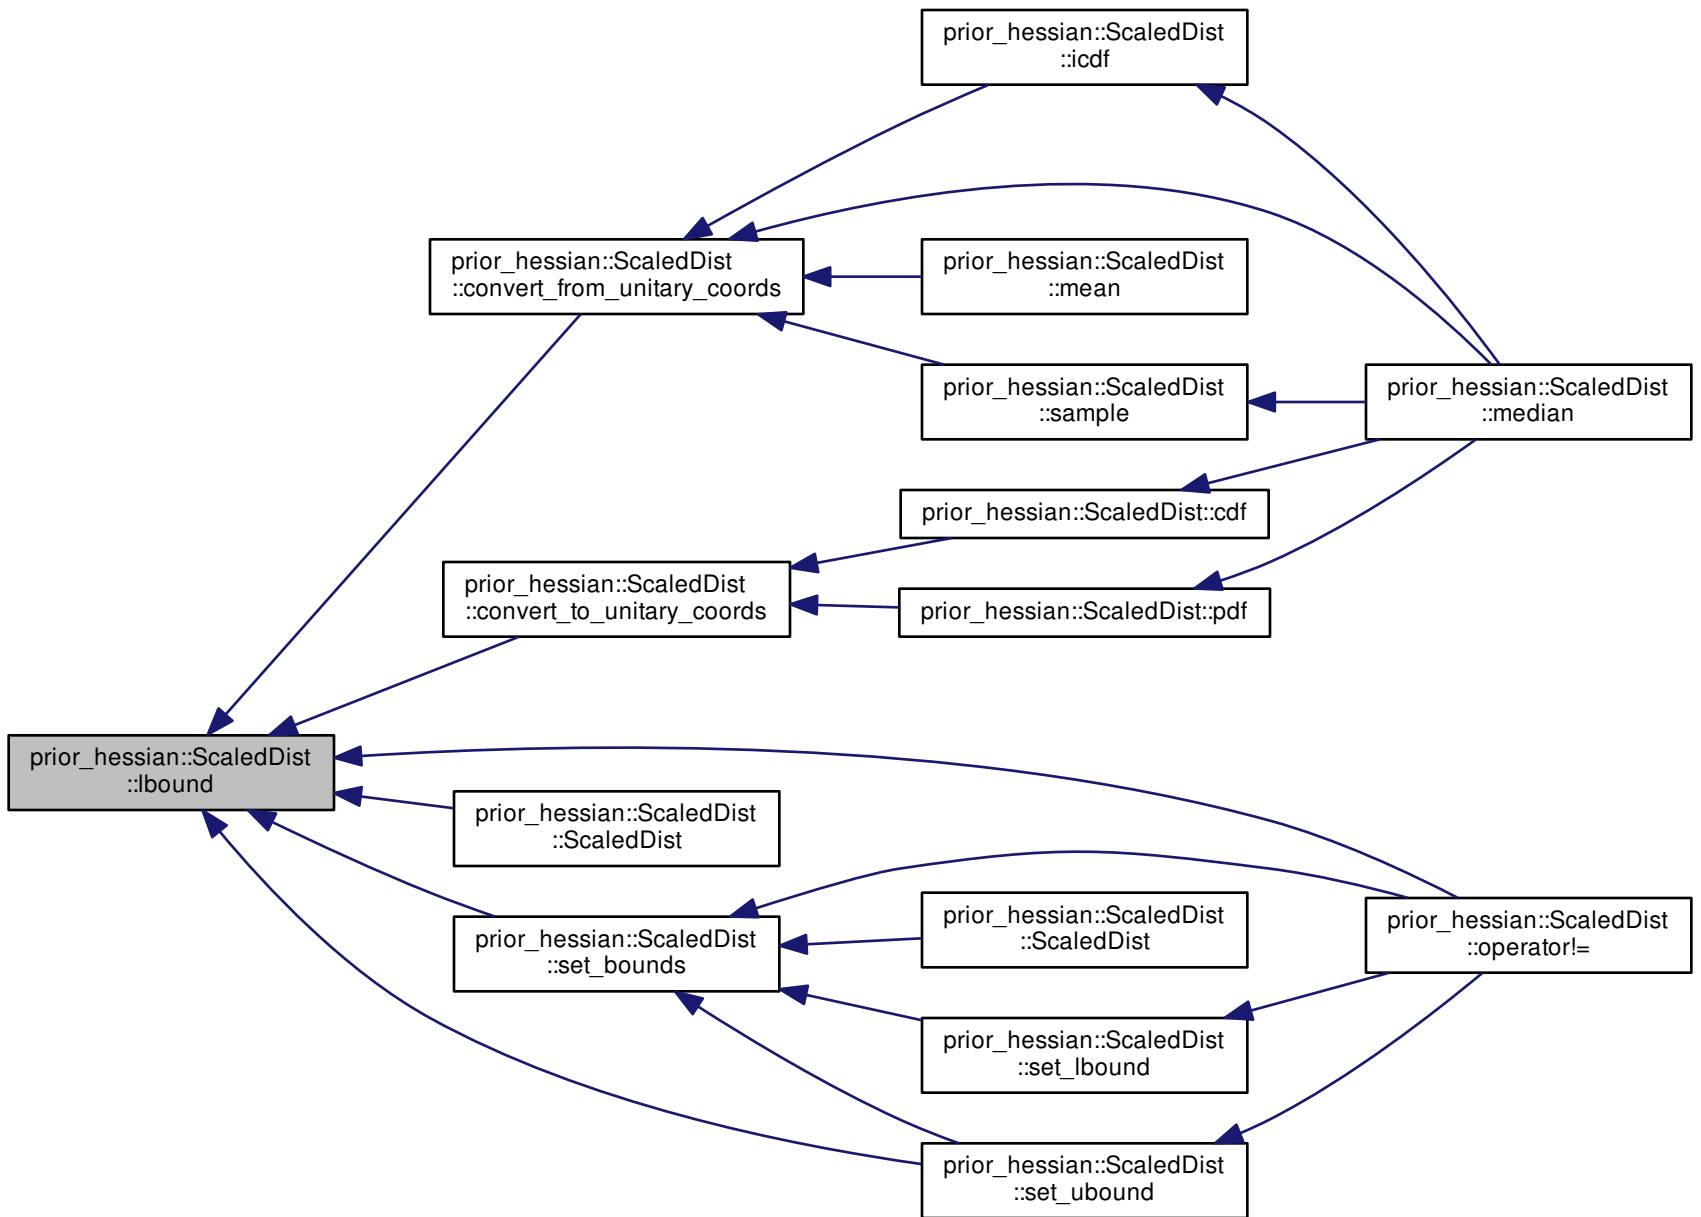 prior_hessian::ScaledDist
::icdf
prior_hessian::ScaledDist
::convert_from_unitary_coords
prior_hessian::ScaledDist
::mean
prior_hessian::ScaledDist
::sample
prior_hessian::ScaledDist
::median
prior_hessian::ScaledDist::cdf
prior_hessian::ScaledDist
::convert_to_unitary_coords
prior_hessian::ScaledDist::pdf
prior_hessian::ScaledDist
::lbound
prior_hessian::ScaledDist
::ScaledDist
prior_hessian::ScaledDist
::set_bounds
prior_hessian::ScaledDist
::ScaledDist
prior_hessian::ScaledDist
::operator!=
prior_hessian::ScaledDist
::set_lbound
prior_hessian::ScaledDist
::set_ubound